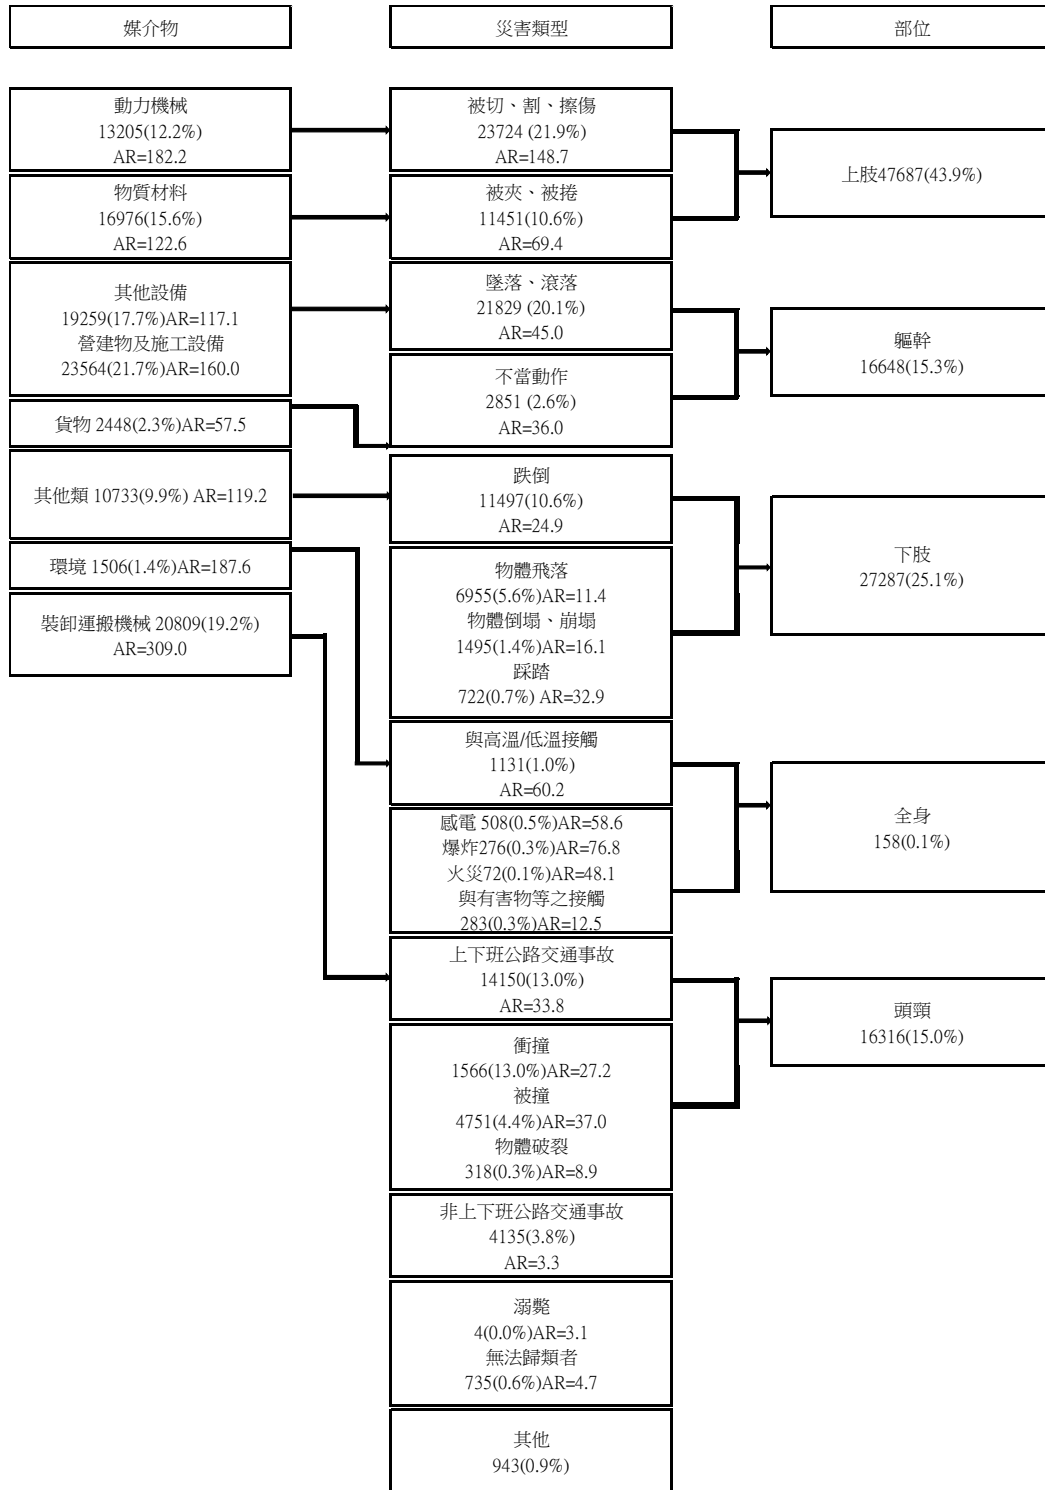 媒介物
災害類型
部位
動力機械
13205(12.2%)
AR=182.2
物質材料
16976(15.6%)
AR=122.6
其他設備
19259(17.7%)AR=117.1
營建物及施工設備
23564(21.7%)AR=160.0
貨物 2448(2.3%)AR=57.5
其他類 10733(9.9%) AR=119.2
環境 1506(1.4%)AR=187.6
裝卸運搬機械 20809(19.2%)
AR=309.0
被切、割、擦傷
23724 (21.9%)
AR=148.7
被夾、被捲
11451(10.6%)
AR=69.4
墜落、滾落
21829 (20.1%)
AR=45.0
不當動作
2851 (2.6%)
AR=36.0
跌倒
11497(10.6%)
AR=24.9
物體飛落
6955(5.6%)AR=11.4
物體倒塌、崩塌
1495(1.4%)AR=16.1
踩踏
722(0.7%) AR=32.9
與高溫/低溫接觸
1131(1.0%)
AR=60.2
感電 508(0.5%)AR=58.6
爆炸276(0.3%)AR=76.8
火災72(0.1%)AR=48.1
與有害物等之接觸
283(0.3%)AR=12.5
上下班公路交通事故
14150(13.0%)
AR=33.8
衝撞
1566(13.0%)AR=27.2
被撞
4751(4.4%)AR=37.0
物體破裂
318(0.3%)AR=8.9
非上下班公路交通事故
4135(3.8%)
AR=3.3
溺斃
4(0.0%)AR=3.1
無法歸類者
735(0.6%)AR=4.7
其他
943(0.9%)
上肢47687(43.9%)
軀幹
16648(15.3%)
下肢
27287(25.1%)
全身
158(0.1%)
頭頸
16316(15.0%)